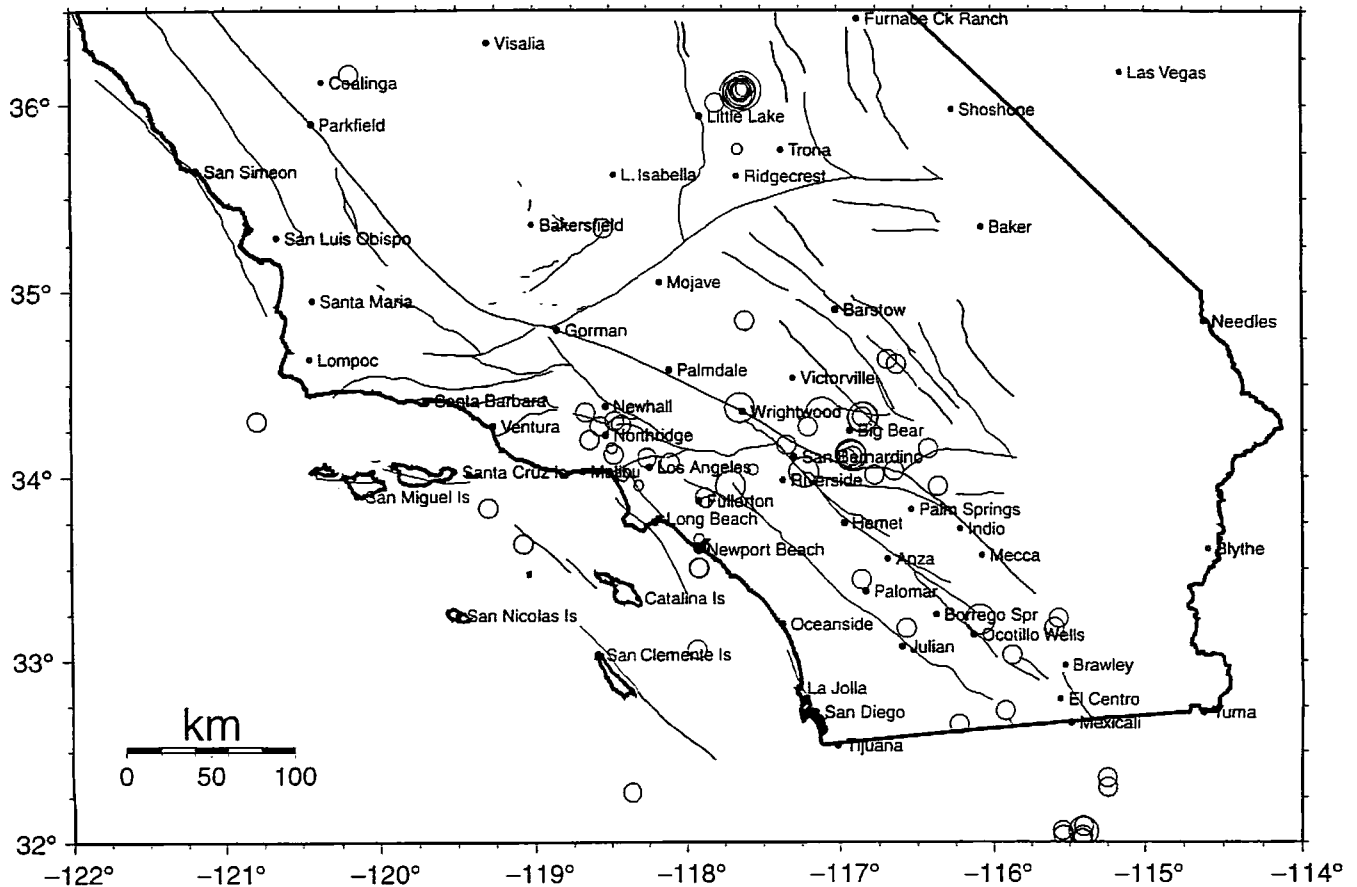 Furnace Ck Ranch
Visalia
Las Vegas
Coalinga
36°
Little Lake
Shoshone
Parkfield
Trona
San Simeon
L. Isabella
Ridgecrest
Bakersfield
Baker
San Luis Obispo
Mojave
35°
Santa Maria
Barstow
Needles
Gorman
Lompoc
Palmdale
Victorville
Santa Barbara
Newhall
Wrightwood
Ventura
Northridge
Big Bear
San Bernardino
34°
Santa Cruz Is
Malibu
Los Angeles
Riverside
San Miguel Is
Fullerton
Palm Springs
Long Beach
Hemet
Indio
Newport Beach
Anza
Mecca
Blythe
Catalina Is
Palomar
San Nicolas Is
Oceanside
Borrego Spr
Ocotillo Wells
San Clemente Is
Julian
33°
Brawley
La Jolla
El Centro
km
San Diego
Mexicali
Yuma
Tijuana
0 50 100
32°
−122° −121° −120° −119° −118° −117° −116° −115° −114°